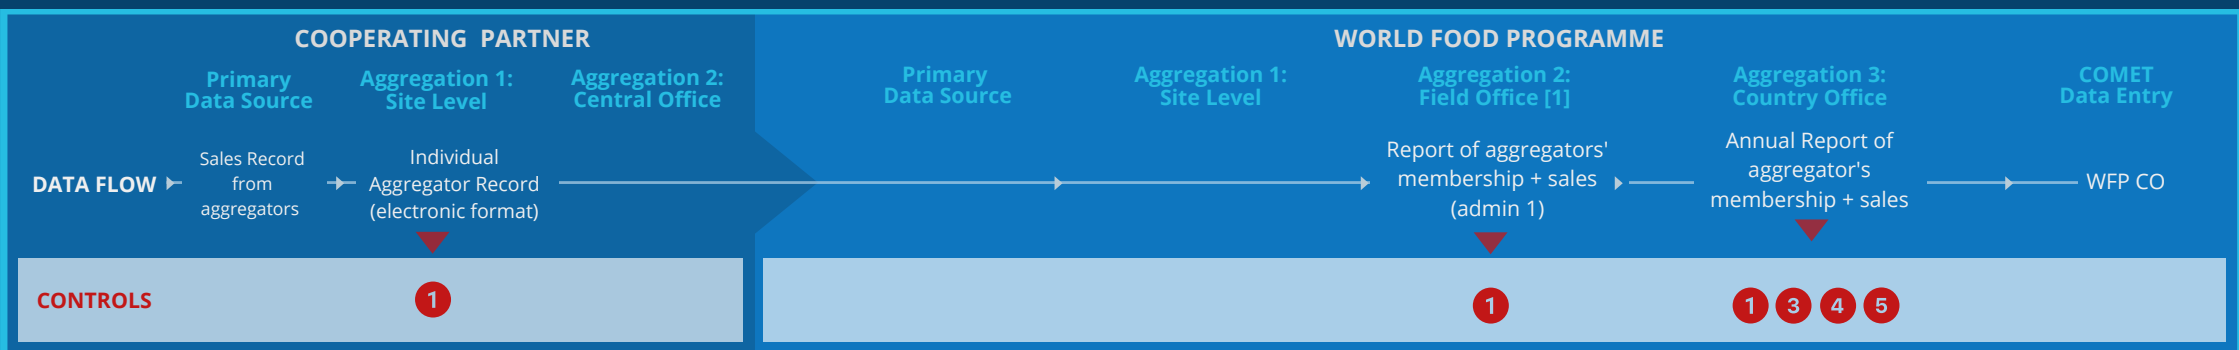 COOPERATING PARTNER
WORLD FOOD PROGRAMME
Primary
Data Source
Aggregation 1:
Site Level
Aggregation 2:
Central Office
Primary
Data Source
Aggregation 1:
Site Level
Aggregation 2:
Field Office [1]
Aggregation 3:
Country Office
COMET
Data Entry
DATA FLOW
Sales Record
from
aggregators
Individual
Aggregator Record
(electronic format)
Report of aggregators'
membership + sales
(admin 1)
Annual Report of
aggregator's
membership + sales
WFP CO
CONTROLS
1
1
1 3 4 5